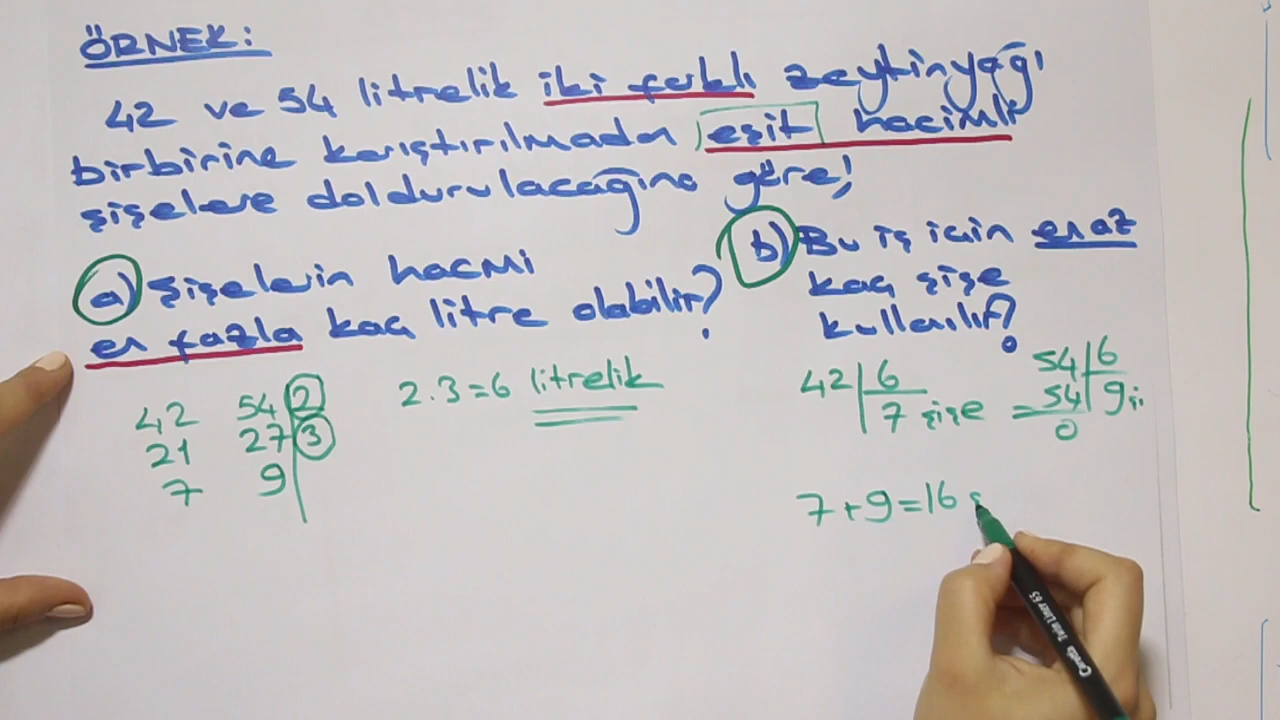 ÖRNEK:
42 ve 54 litrelik iki farklı zeytinyağı
birbirine karıştırılmadan eşit hacimli
şişelere doldurulacağına göre;
a) Şişelerin hacmi
en fazla kaç litre olabilir?
b) Bu iş için en az
kaç şişe
kullanılır?
42 54 2
21 27 3
7 9
2.3=6 litrelik
42 6
7 şişe
54 6
54 9 şi
0
7+9=16 ş